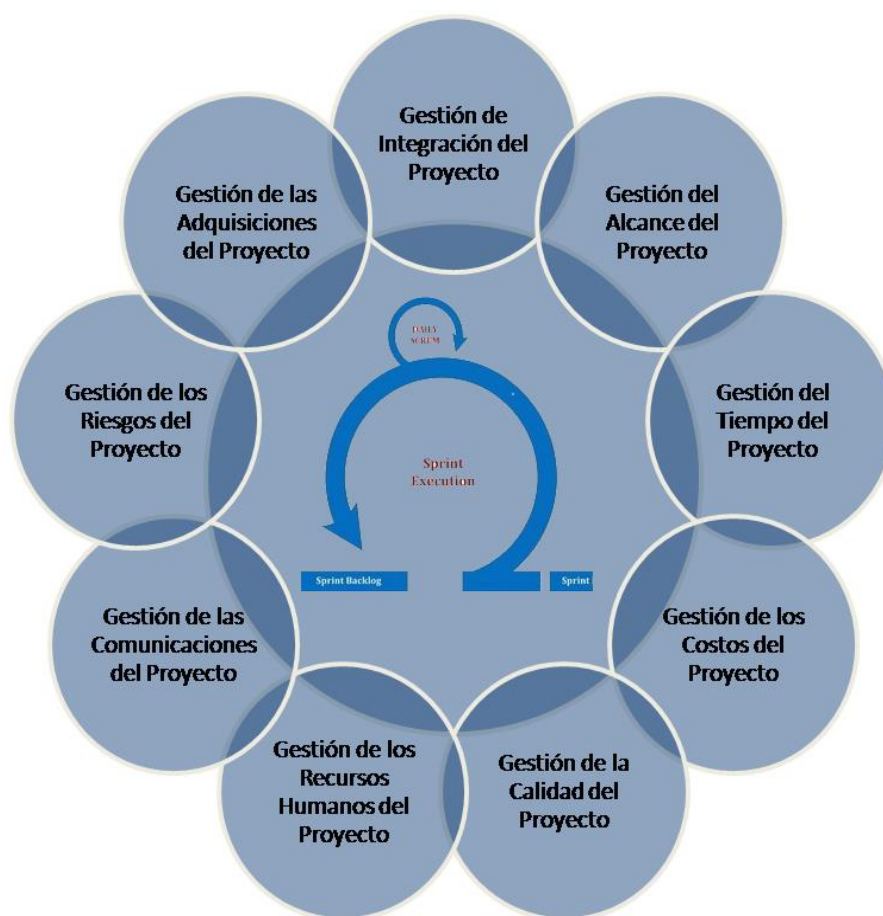 Gestión de
Integración del
Proyecto
Gestión del
Alcance del
Proyecto
Gestión del
Tiempo del
Proyecto
Gestión de los
Costos del
Proyecto
Gestión de la
Calidad del
Proyecto
Gestión de los
Recursos
Humanos del
Proyecto
Gestión de las
Comunicaciones
del Proyecto
Gestión de los
Riesgos del
Proyecto
Gestión de las
Adquisiciones
del Proyecto
DAILY
SCRUM
Sprint
Execution
Sprint Backlog
Sprint